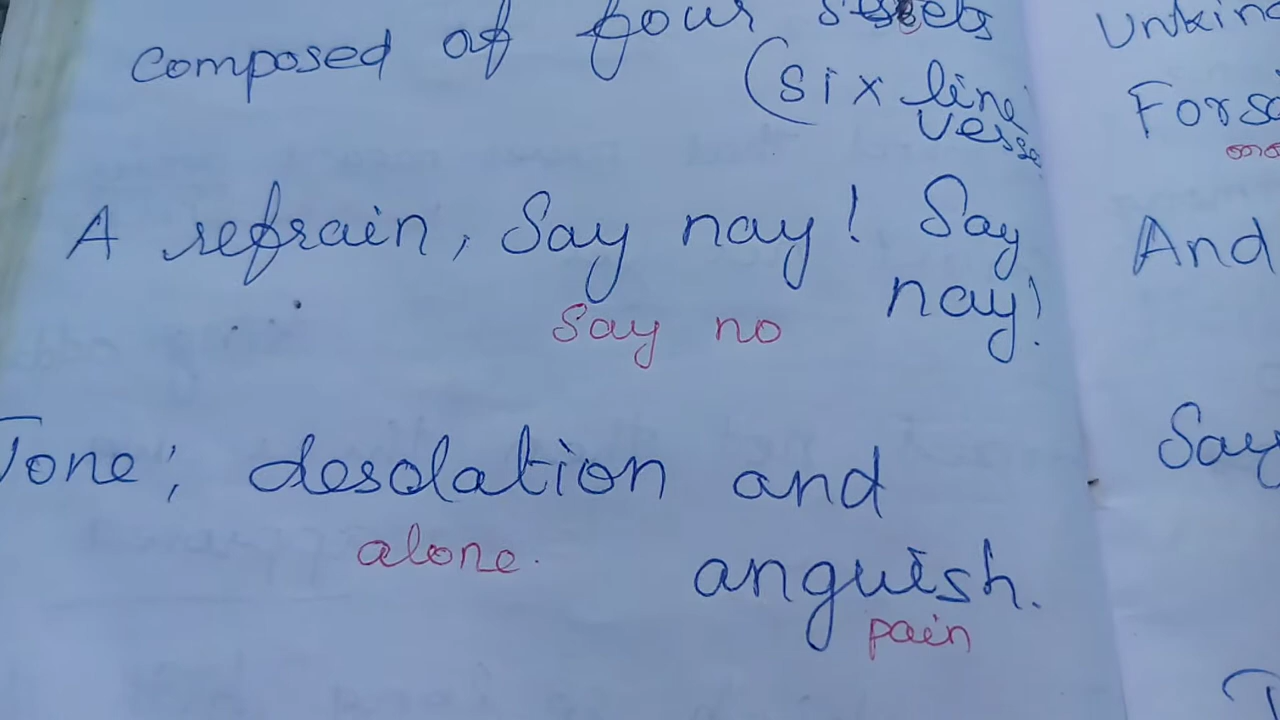 composed of four
(six line
verse
A refrain, Say nay! Say
nay!
Say no
Tone; desolation and
alone.
anguish.
pain
And
Say